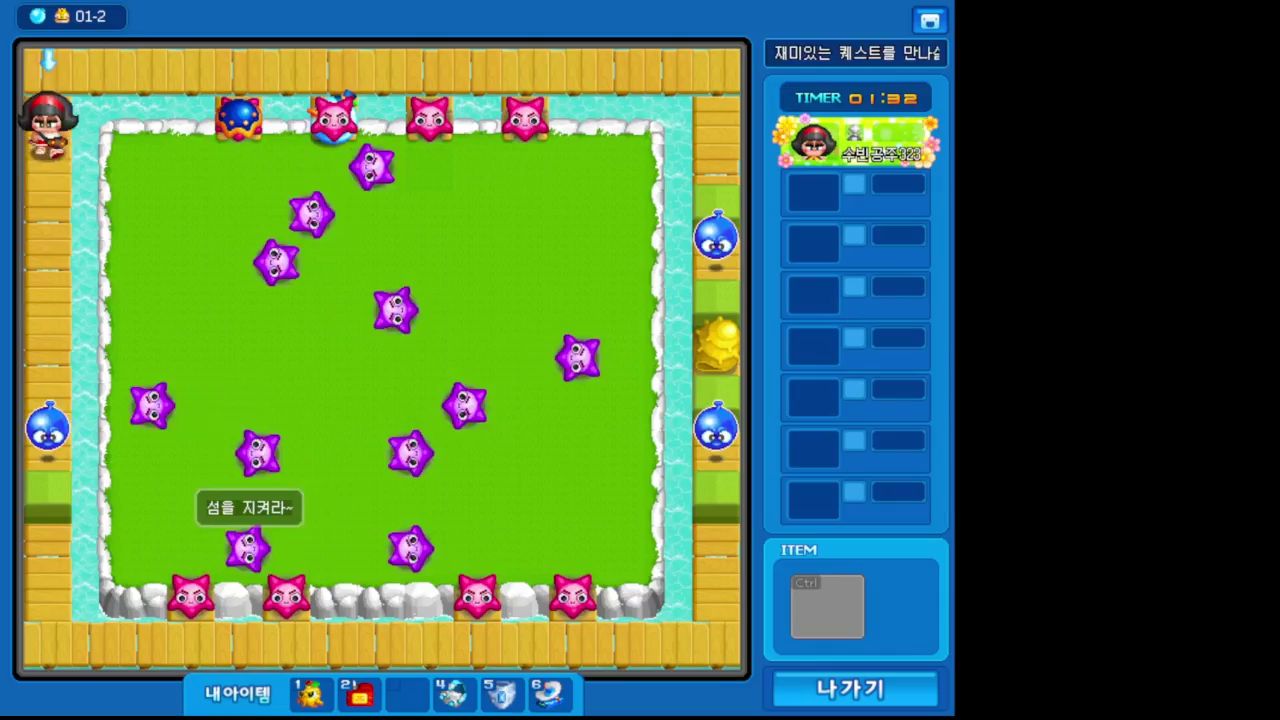 01-2
재미있는 퀘스트를 만나
TIMER 01:32
수빈공주323
섬을 지켜라~
ITEM
Ctrl
내아이템
1
2
4
5
6
나가기